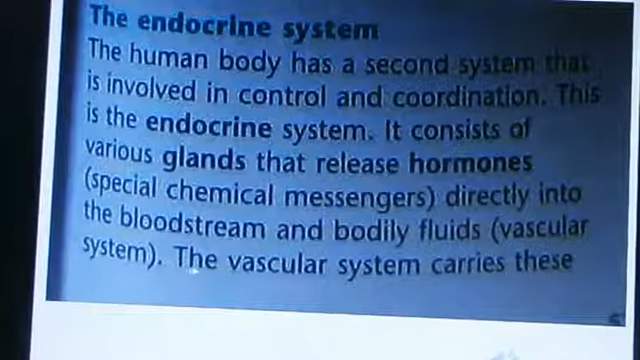 The endocrine system
The human body has a second system that
is involved in control and coordination. This
is the endocrine system. It consists of
various glands that release hormones
(special chemical messengers) directly into
the bloodstream and bodily fluids (vascular
system). The vascular system carries these